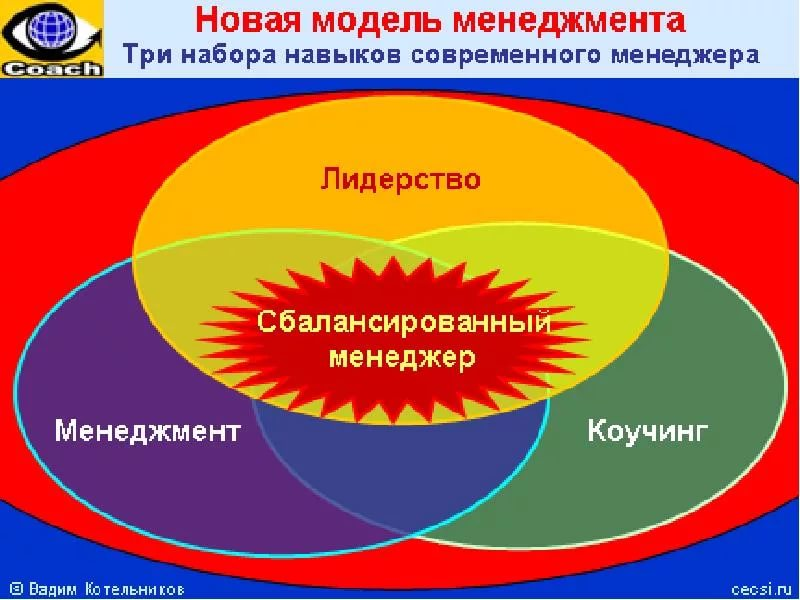 Новая модель менеджмента
Три набора навыков современного менеджера
Coach
Лидерство
Сбалансированный
менеджер
Менеджмент
Коучинг
© Вадим Котельников
cecsi.ru